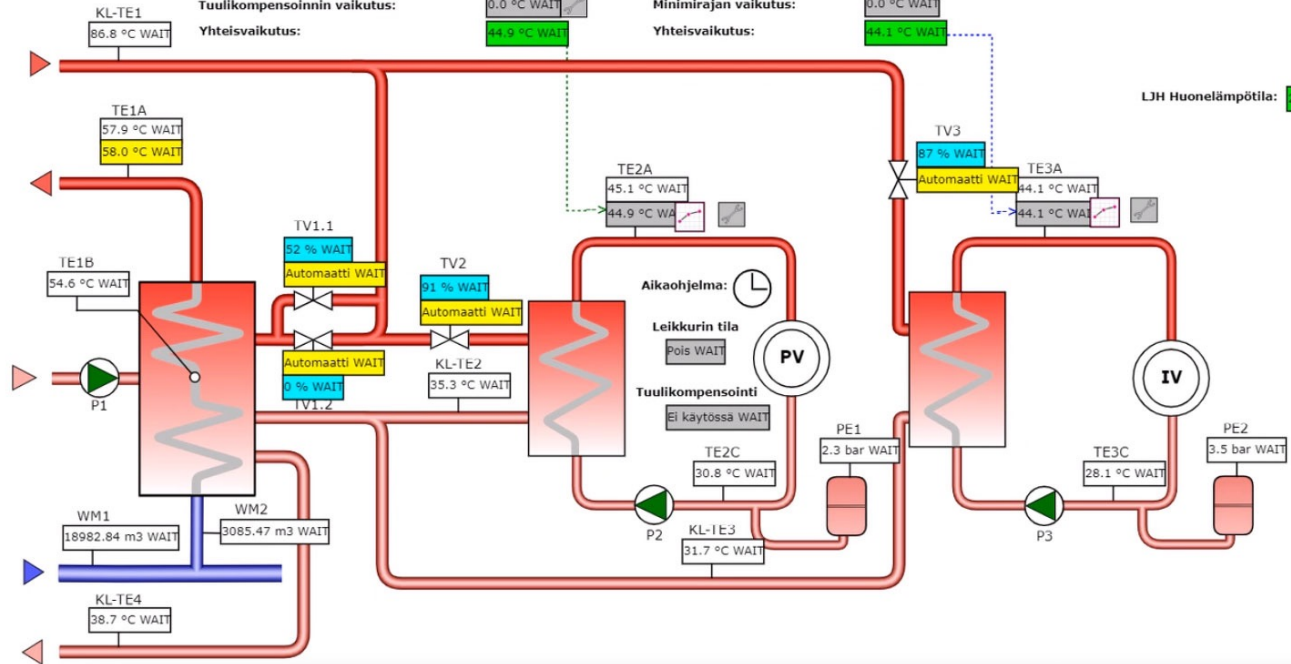 Tuulikompensoinnin vaikutus:
0.0 °C WAIT
Minimirajan vaikutus:
0.0 °C WAIT
KL-TE1
86.8 °C WAIT
Yhteisvaikutus:
44.9 °C WAIT
Yhteisvaikutus:
44.1 °C WAIT
LJH Huonelämpötila:
TE1A
57.9 °C WAIT
58.0 °C WAIT
TV3
87 % WAIT
Automaatti WAIT
TE2A
45.1 °C WAIT
44.9 °C WA
TE3A
44.1 °C WAIT
44.1 °C WA
TV1.1
52 % WAIT
Automaatti WAIT
TE1B
54.6 °C WAIT
TV2
91 % WAIT
Automaatti WAIT
Aikaohjelma:
Leikkurin tila
Pois WAIT
PV
IV
Automaatti WAIT
0 % WAIT
TV1.2
KL-TE2
35.3 °C WAIT
P1
Tuulikompensointi
Ei käytössä WAIT
PE1
2.3 bar WAIT
PE2
3.5 bar WAIT
TE2C
30.8 °C WAIT
TE3C
28.1 °C WAIT
WM1
18982.84 m3 WAIT
WM2
3085.47 m3 WAIT
P2
KL-TE3
31.7 °C WAIT
P3
KL-TE4
38.7 °C WAIT